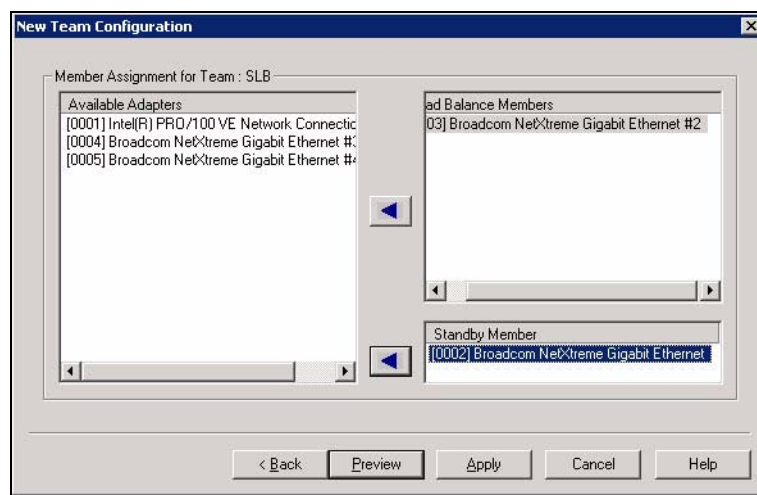 New Team Configuration
Member Assignment for Team : SLB
Available Adapters
[0001] Intel(R) PRO/100 VE Network Connectic
[0004] Broadcom NetXtreme Gigabit Ethernet #3
[0005] Broadcom NetXtreme Gigabit Ethernet #4
ad Balance Members
03] Broadcom NetXtreme Gigabit Ethernet #2
Standby Member
[0002] Broadcom NetXtreme Gigabit Ethernet
< Back
Preview
Apply
Cancel
Help